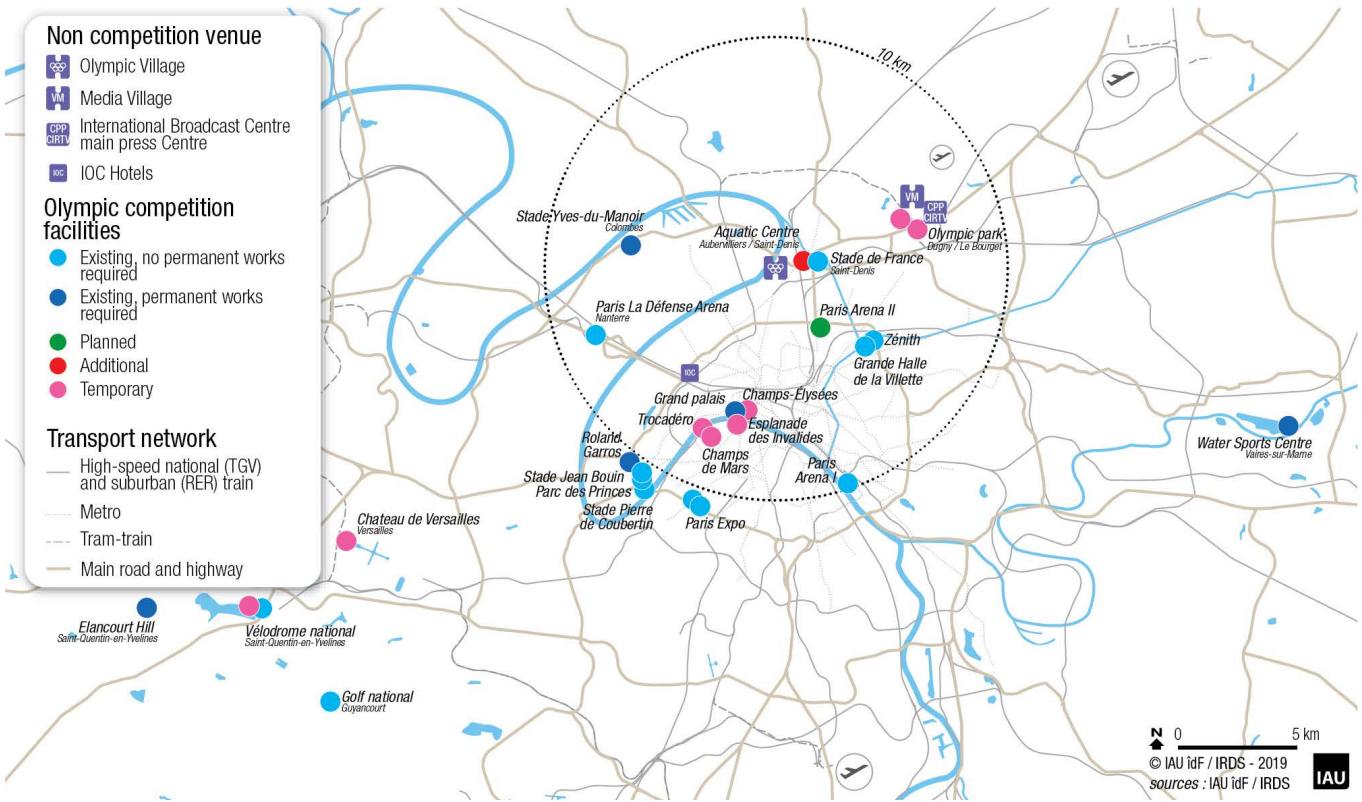 Non competition venue
Olympic Village
VM
Media Village
CPP
CIRTV
International Broadcast Centre
main press Centre
IOC
IOC Hotels
Olympic competition
facilities
Existing, no permanent works
required
Existing, permanent works
required
Planned
Additional
Temporary
Transport network
High-speed national (TGV)
and suburban (RER) train
Metro
Tram-train
Main road and highway
10 km
VM
CPP
CIRTV
Olympic park
Dugny / Le Bourget
Stade Yves-du-Manoir
Colombes
Aquatic Centre
Aubervilliers / Saint-Denis
Stade de France
Saint-Denis
Paris La Défense Arena
Nanterre
Paris Arena II
Zénith
Grande Halle
de la Villette
IOC
Grand palais
Champs-Élysées
Trocadéro
Esplanade
des Invalides
Champs
de Mars
Roland
Garros
Stade Jean Bouin
Parc des Princes
Stade Pierre
de Coubertin
Paris Expo
Paris
Arena I
Water Sports Centre
Vaires-sur-Marne
Chateau de Versailles
Versailles
Elancourt Hill
Saint-Quentin-en-Yvelines
Vélodrome national
Saint-Quentin-en-Yvelines
Golf national
Guyancourt
N
0
5 km
© IAU îdF / IRDS - 2019
sources : IAU îdF / IRDS
IAU